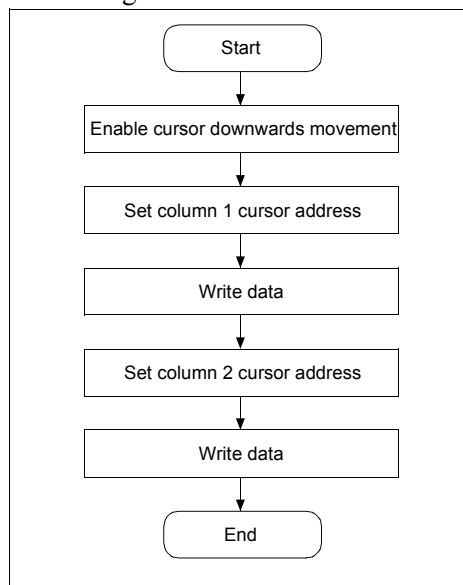 Start
Enable cursor downwards movement
Set column 1 cursor address
Write data
Set column 2 cursor address
Write data
End